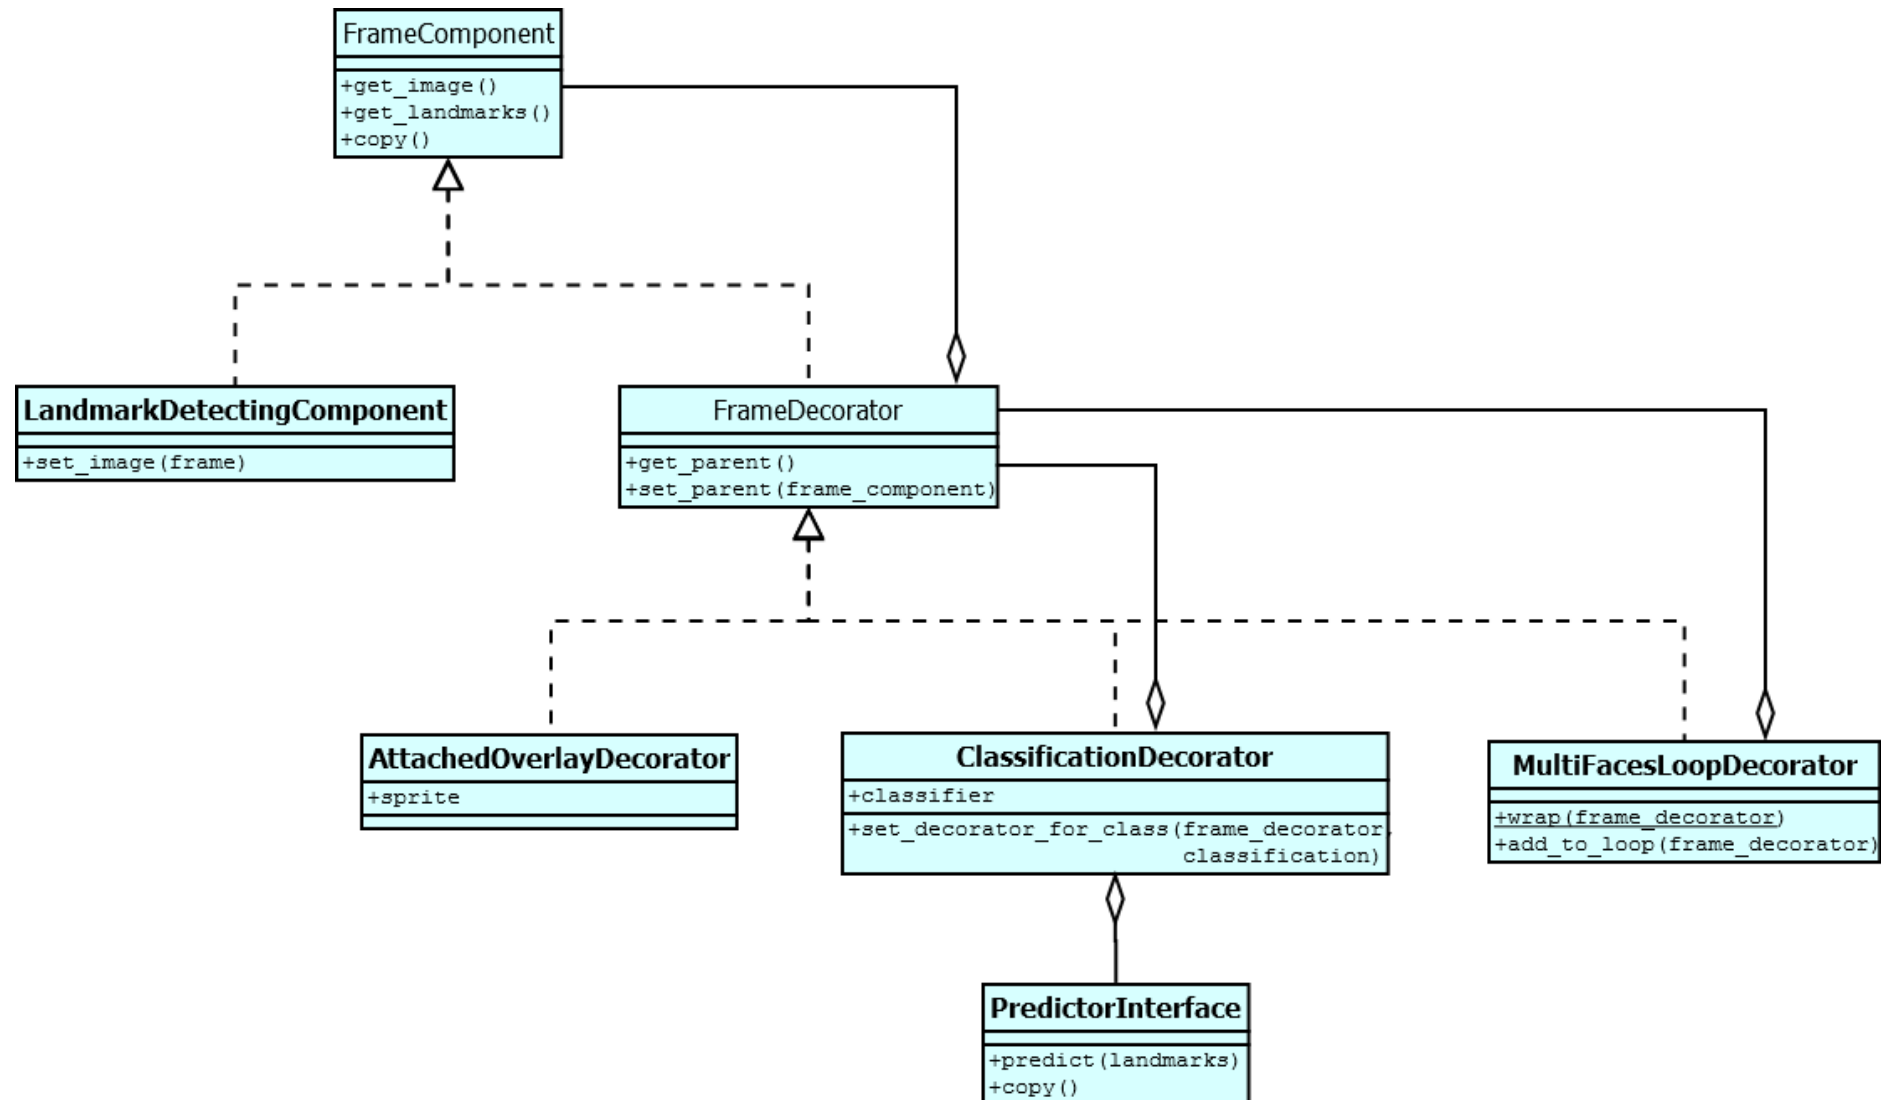 FrameComponent
+get_image()
+get_landmarks()
+copy()
LandmarkDetectingComponent
+set_image(frame)
FrameDecorator
+get_parent()
+set_parent(frame_component)
AttachedOverlayDecorator
+sprite
ClassificationDecorator
+classifier
+set_decorator_for_class(frame_decorator,
classification)
MultiFacesLoopDecorator
+wrap(frame_decorator)
+add_to_loop(frame_decorator)
PredictorInterface
+predict(landmarks)
+copy()